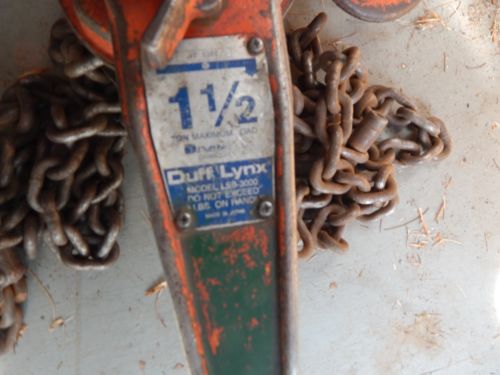 1 1/2
TON MAXIMUM LOAD
Duff Lynx
MODEL LSB-3000
DO NOT EXCEED
LBS ON HANDLE
MADE IN JAPAN